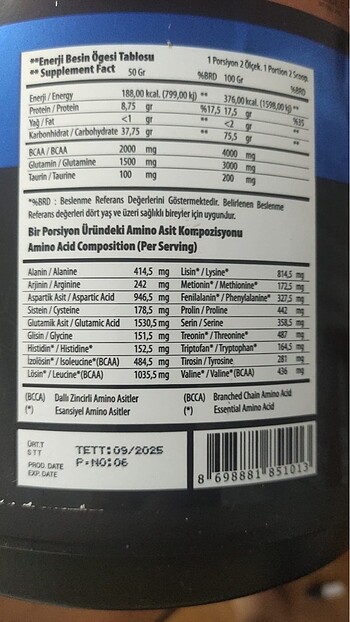 **Enerji Besin Ögesi Tablosu
** Supplement Fact
1 Porsiyon 2 Ölçek. 1 Portion 2 Scoop
50 Gr %BRD 100 Gr %BRD
Enerji / Energy 188,00 kcal. (799,00 kj) ** 376,00 kcal. (1598,00 kj) **
Protein / Protein 8,75 gr %17,5 17,5 gr %35
Yağ / Fat <1 gr ** <2 gr **
Karbonhidrat / Carbohydrate 37,75 gr ** 75,5 gr **
BCAA / BCAA 2000 mg 4000 mg
Glutamin / Glutamine 1500 mg 3000 mg
Taurin / Taurine 100 mg 200 mg
*%BRD : Beslenme Referans Değerlerini Göstermektedir. Belirlenen Beslenme
Referans değerleri dört yaş ve üzeri sağlıklı bireyler için uygundur.
Bir Porsiyon Üründeki Amino Asit Kompozisyonu
Amino Acid Composition (Per Serving)
Alanin / Alanine 414,5 mg Lisin* / Lysine* 814,5 mg
Arjinin / Arginine 242 mg Metionin* / Methionine* 172,5 mg
Aspartik Asit / Aspartic Acid 946,5 mg Fenilalanin* / Phenylalanine* 327,5 mg
Sistein / Cysteine 178,5 mg Prolin / Proline 442 mg
Glutamik Asit / Glutamic Acid 1530,5 mg Serin / Serine 358,5 mg
Glisin / Glycine 151,5 mg Treonin* / Threonine* 487 mg
Histidin* / Histidine* 152,5 mg Triptofan* / Tryptophan* 164,5 mg
İzolösin* / Isoleucine*(BCAA) 484,5 mg Tirosin / Tyrosine 281 mg
Lösin* / Leucine*(BCAA) 1035,5 mg Valine* / Valine*(BCAA) 436 mg
(BCCA) Dallı Zincirli Amino Asitler (BCCA) Branched Chain Amino Acid
(*) Esansiyel Amino Asitler (*) Essential Amino Acid
ÜRT.T
STT TETT:09/2025
PROD. DATE P.NO:06
EXP. DATE
8 698881 851013